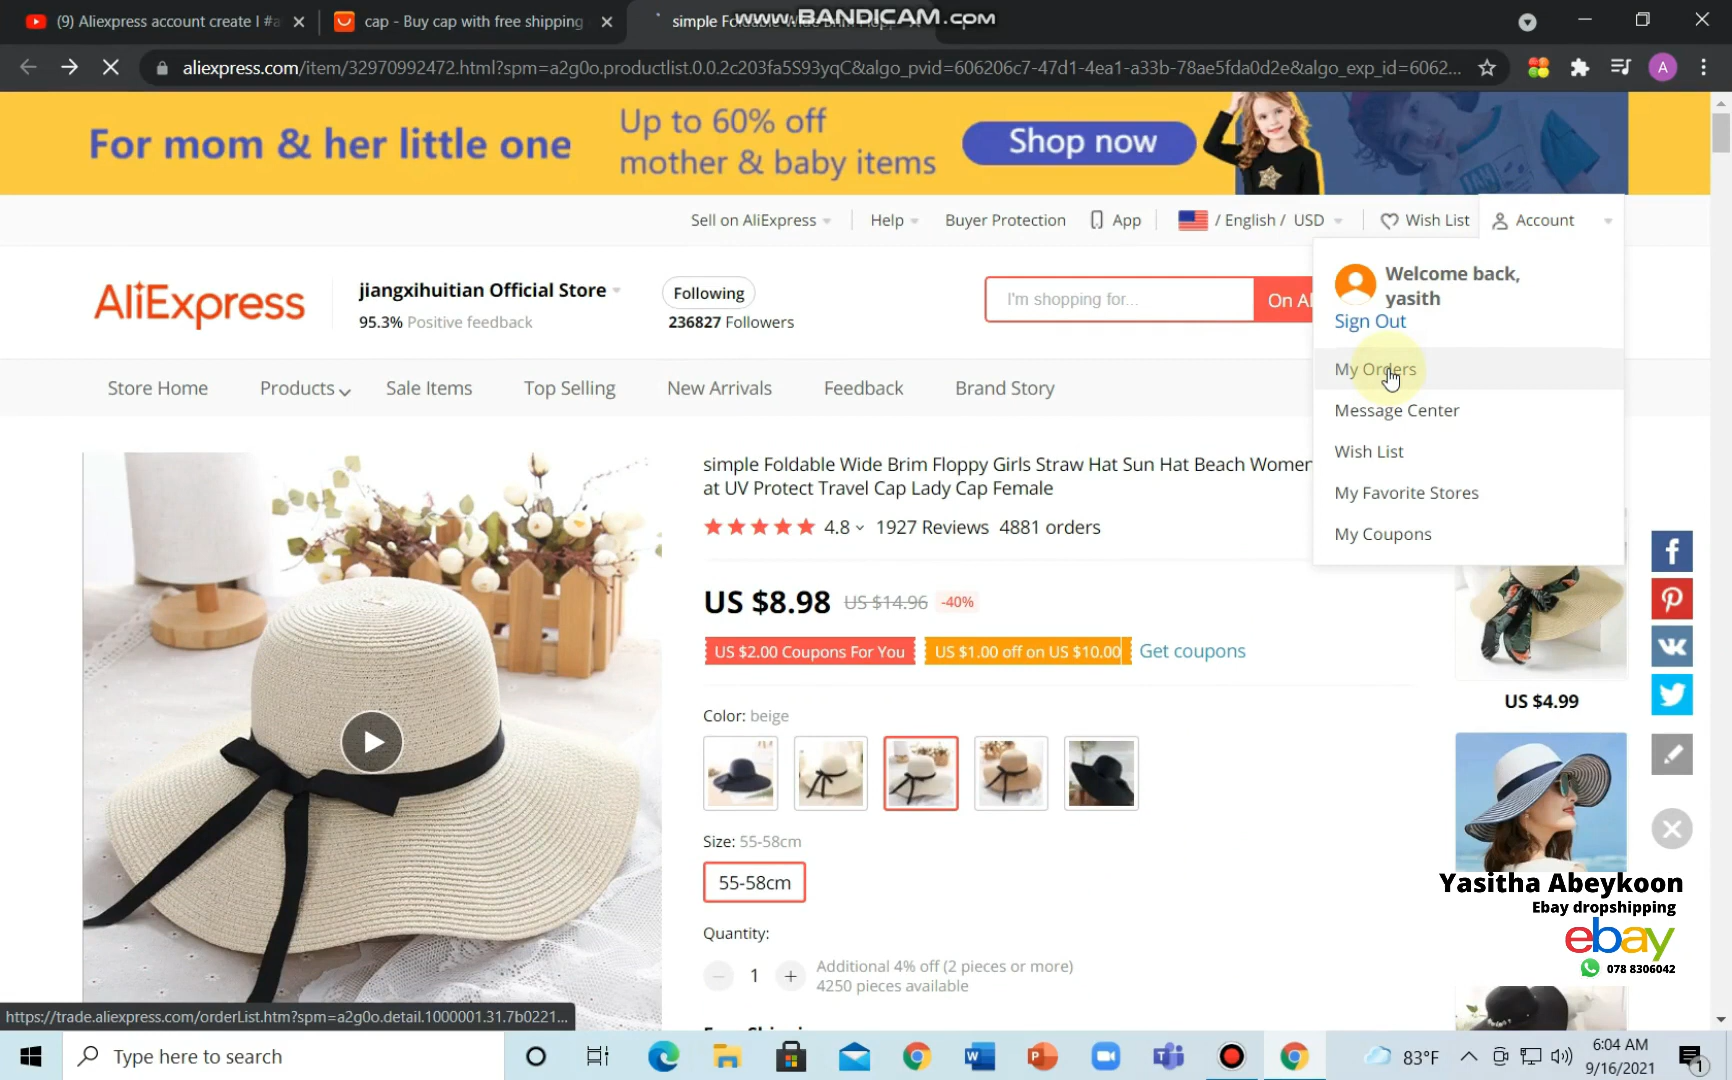 (9) Aliexpress account create I #a
cap - Buy cap with free shipping
simple
www.BANDICAM.com
aliexpress.com/item/32970992472.html?spm=a2g0o.productlist.0.0.2c203fa5S93yqC&algo_pvid=606206c7-47d1-4ea1-a33b-78ae5fda0d2e&algo_exp_id=6062...
A
For mom & her little one
Up to 60% off
mother & baby items
Shop now
Sell on AliExpress
Help
Buyer Protection
App
/ English / USD
Wish List
Account
AliExpress
jiangxihuitian Official Store
95.3% Positive feedback
Following
236827 Followers
I'm shopping for...
On Al
Welcome back,
yasith
Sign Out
My Orders
Message Center
Wish List
My Favorite Stores
My Coupons
Store Home
Products
Sale Items
Top Selling
New Arrivals
Feedback
Brand Story
simple Foldable Wide Brim Floppy Girls Straw Hat Sun Hat Beach Women
at UV Protect Travel Cap Lady Cap Female
4.8
1927 Reviews
4881 orders
US $8.98
US $14.96
-40%
US $2.00 Coupons For You
US $1.00 off on US $10.00
Get coupons
US $4.99
Color: beige
Size: 55-58cm
55-58cm
Quantity:
1
Additional 4% off (2 pieces or more)
4250 pieces available
Yasitha Abeykoon
Ebay dropshipping
ebay
078 8306042
https://trade.aliexpress.com/orderList.htm?spm=a2g0o.detail.1000001.31.7b0221...
Type here to search
83°F
6:04 AM
9/16/2021
1